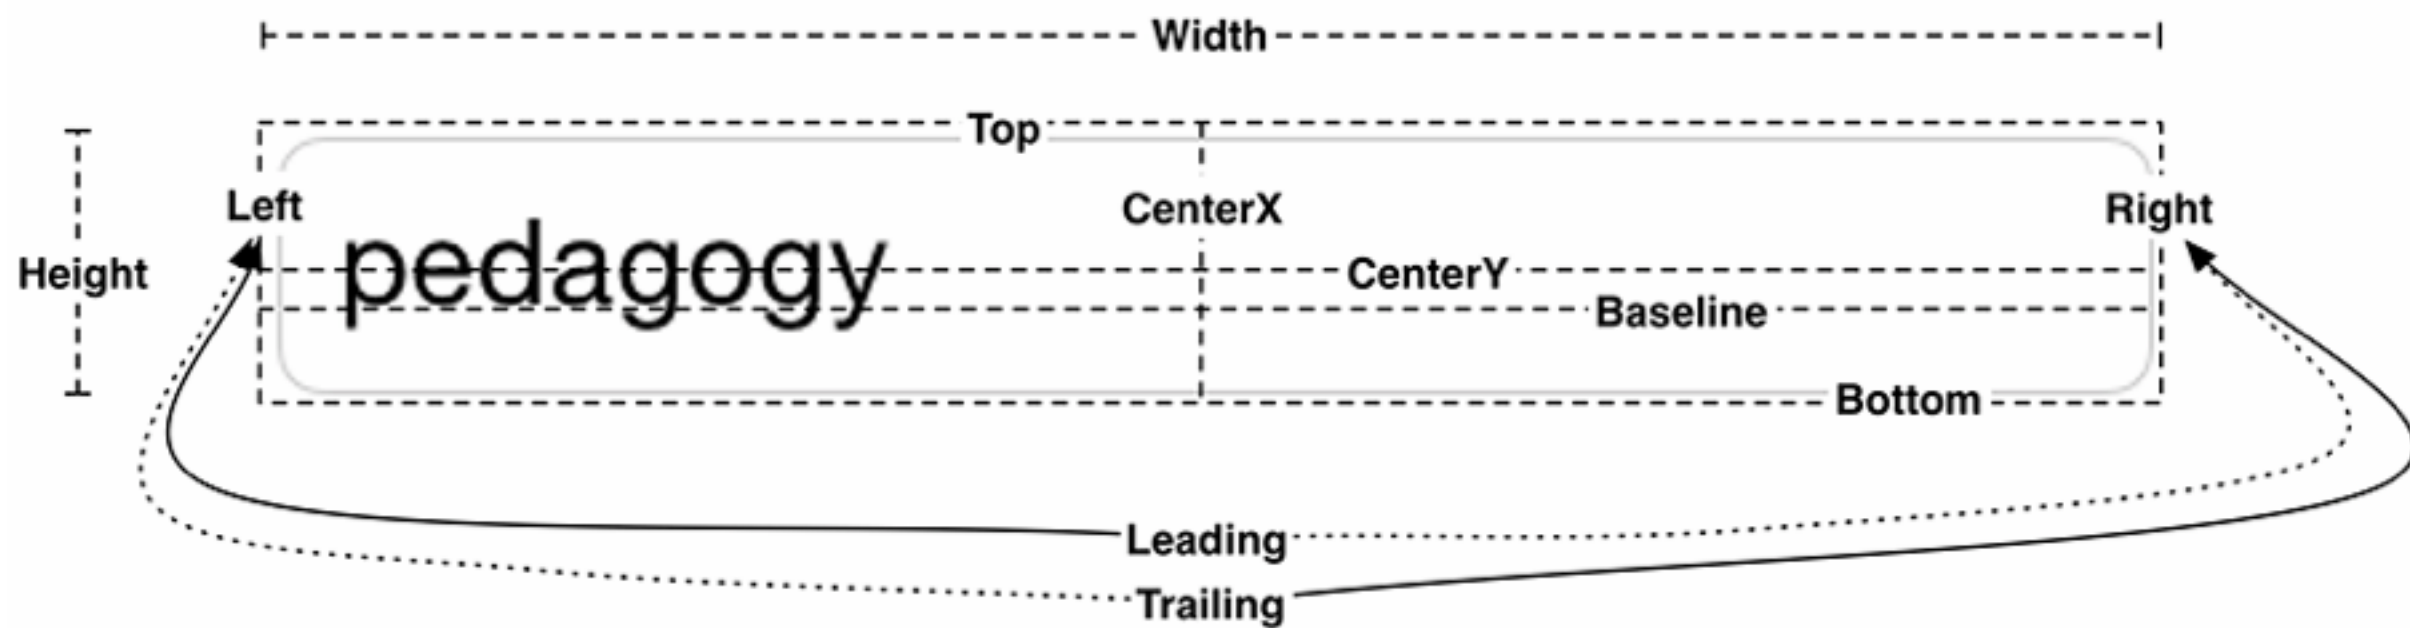 Width
Top
Left
CenterX
Right
pedagogy
Height
CenterY
Baseline
Bottom
Leading
Trailing